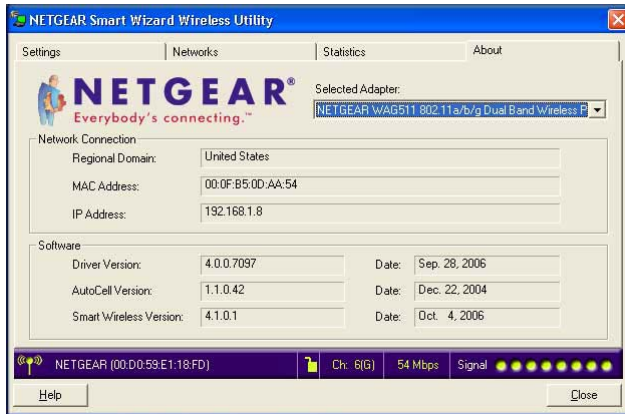 NETGEAR Smart Wizard Wireless Utility
Settings Networks Statistics About
NETGEAR®
Everybody's connecting.™
Selected Adapter:
NETGEAR WAG511 802.11a/b/g Dual Band Wireless P
Network Connection
Regional Domain: United States
MAC Address: 00:0F:B5:0D:AA:54
IP Address: 192.168.1.8
Software
Driver Version: 4.0.0.7097 Date: Sep. 28, 2006
AutoCell Version: 1.1.0.42 Date: Dec. 22, 2004
Smart Wireless Version: 4.1.0.1 Date: Oct. 4, 2006
NETGEAR (00:D0:59:E1:18:FD) Ch: 6(G) 54 Mbps Signal
Help Close